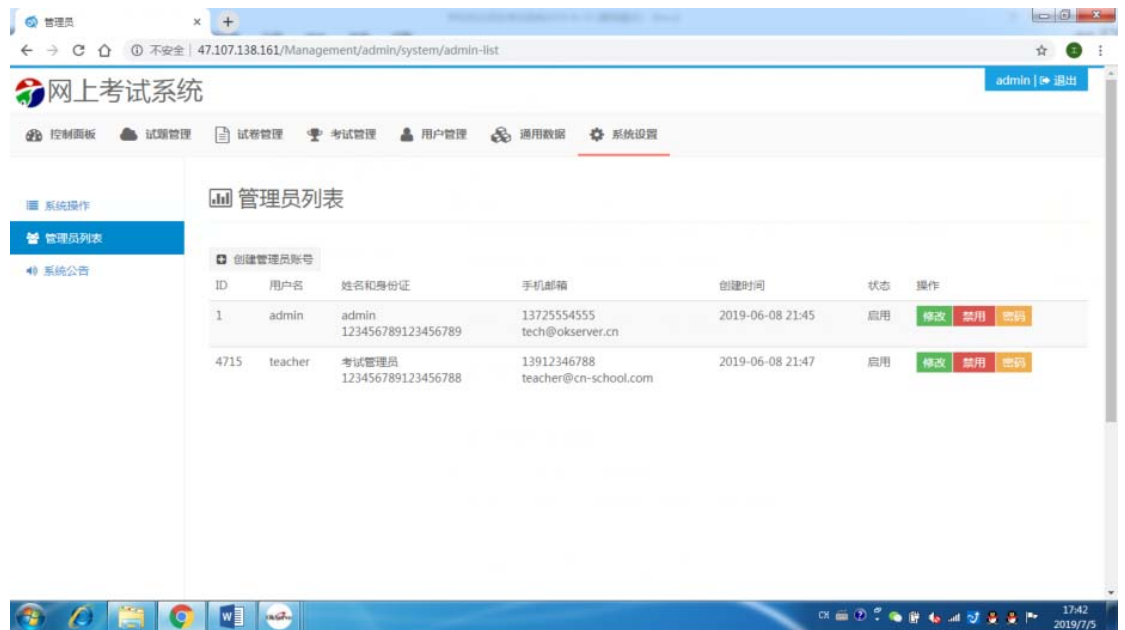 管理员
不安全 | 47.107.138.161/Management/admin/system/admin-list
网上考试系统
admin | 退出
控制面板 试题管理 试卷管理 考试管理 用户管理 通用数据 系统设置
系统操作
管理员列表
系统公告
管理员列表
创建管理员账号
ID 用户名 姓名和身份证 手机邮箱 创建时间 状态 操作
1 admin admin 13725554555 2019-06-08 21:45 启用 修改 禁用 密码
123456789123456789 tech@okserver.cn
4715 teacher 考试管理员 13912346788 2019-06-08 21:47 启用 修改 禁用 密码
123456789123456788 teacher@cn-school.com
CH 17:42
2019/7/5